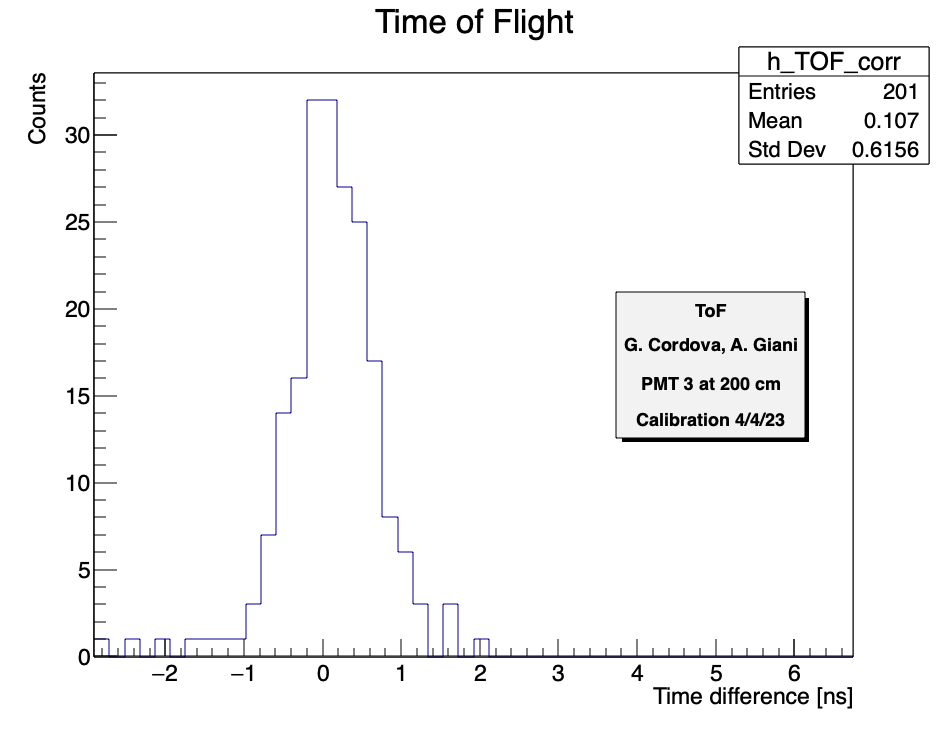 Time of Flight
h_TOF_corr
Entries 201
Mean 0.107
Std Dev 0.6156
Counts
30
25
20
15
10
5
0
ToF
G. Cordova, A. Giani
PMT 3 at 200 cm
Calibration 4/4/23
−2 −1 0 1 2 3 4 5 6
Time difference [ns]